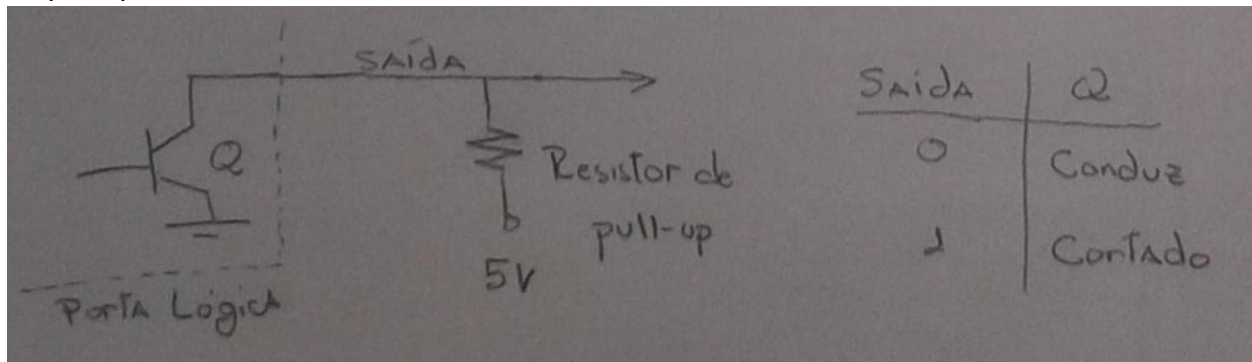 SAÍDA
Q
Resistor de
pull-up
5V
Porta Lógica
SAÍDA Q
0 Conduz
1 Cortado